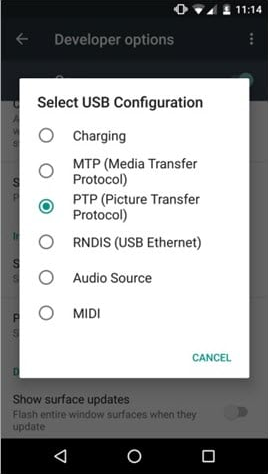 11:14
Developer options
Select USB Configuration
Charging
MTP (Media Transfer
Protocol)
PTP (Picture Transfer
Protocol)
RNDIS (USB Ethernet)
Audio Source
MIDI
CANCEL
Show surface updates
Flash entire window surfaces when they
update